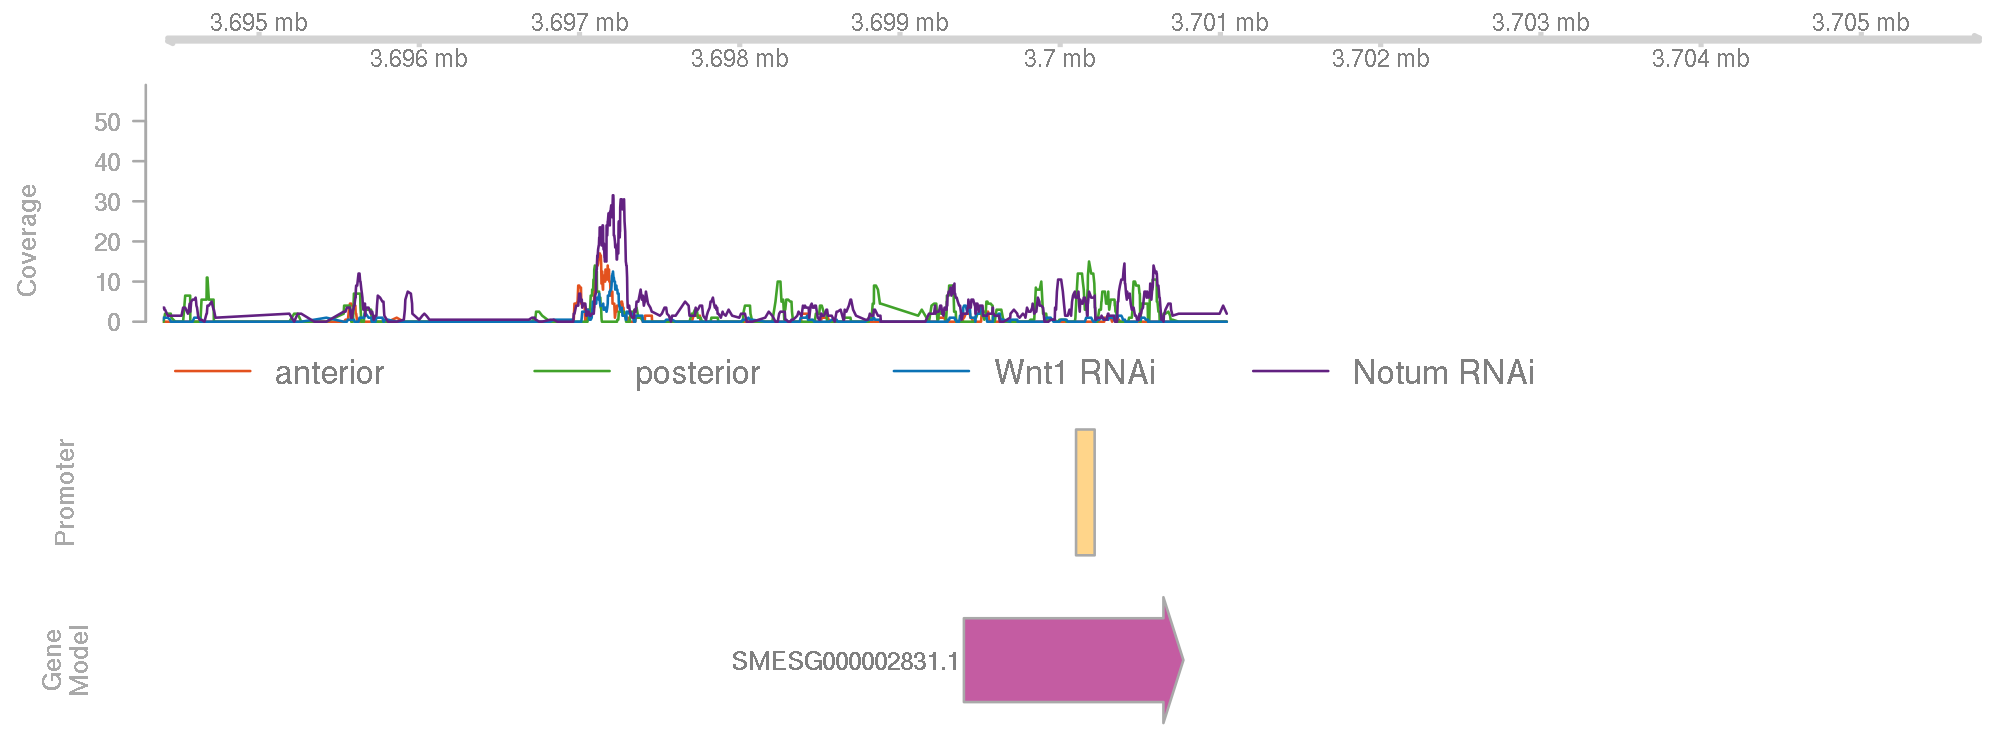 3.695 mb 3.697 mb 3.699 mb 3.701 mb 3.703 mb 3.705 mb
3.696 mb 3.698 mb 3.7 mb 3.702 mb 3.704 mb
Coverage
50
40
30
20
10
0
anterior posterior Wnt1 RNAi Notum RNAi
Promoter
Gene
Model
SMESG000002831.1